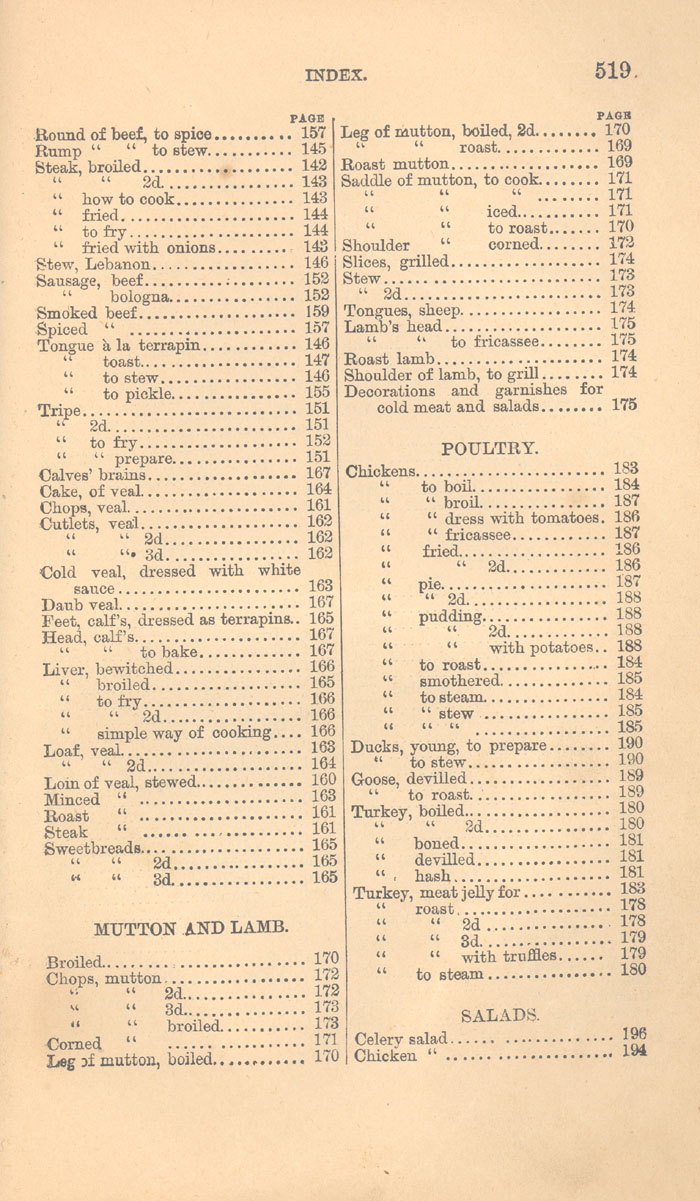 INDEX. 519.
PAGE
Round of beef, to spice.......... 157
Rump “ “ to stew........... 145
Steak, broiled.................... 142
“ “ 2d................. 143
“ how to cook............... 143
“ fried...................... 144
“ to fry..................... 144
“ fried with onions.......... 143
Stew, Lebanon.................. 146
Sausage, beef................... 152
“ bologna................ 152
Smoked beef.................... 159
Spiced “ .................... 157
Tongue à la terrapin............ 146
“ toast.................... 147
“ to stew................. 146
“ to pickle............... 155
Tripe........................... 151
“ 2d........................ 151
“ to fry.................... 152
“ “ prepare................ 151
Calves’ brains................... 167
Cake, of veal.................... 164
Chops, veal..................... 161
Cutlets, veal.................... 162
“ “ 2d................. 162
“ “ 3d................. 162
Cold veal, dressed with white
sauce........................ 163
Daub veal....................... 167
Feet, calf’s, dressed as terrapins.. 165
Head, calf’s..................... 167
“ “ to bake............. 167
Liver, bewitched................ 166
“ broiled.................... 165
“ to fry..................... 166
“ “ 2d................... 166
“ simple way of cooking.... 166
Loaf, veal....................... 163
“ “ 2d.................... 164
Loin of veal, stewed............. 160
Minced “ .................... 163
Roast “ .................... 161
Steak “ .................... 161
Sweetbreads..................... 165
“ “ 2d................ 165
“ “ 3d................ 165
MUTTON AND LAMB.
Broiled......................... 170
Chops, mutton.................. 172
“ “ 2d............... 172
“ “ 3d............... 173
“ “ broiled........... 173
Corned “ .................. 171
Leg of mutton, boiled............ 170
PAGE
Leg of mutton, boiled, 2d........ 170
“ “ roast............. 169
Roast mutton................... 169
Saddle of mutton, to cook........ 171
“ “ “ ......... 171
“ “ iced........... 171
“ “ to roast....... 170
Shoulder “ corned........ 172
Slices, grilled.................... 174
Stew............................ 173
“ 2d......................... 173
Tongues, sheep.................. 174
Lamb’s head.................... 175
“ “ to fricassee......... 175
Roast lamb...................... 174
Shoulder of lamb, to grill........ 174
Decorations and garnishes for
cold meat and salads........ 175
POULTRY.
Chickens........................ 183
“ to boil................. 184
“ “ broil................ 187
“ “ dress with tomatoes. 186
“ “ fricassee............ 187
“ fried................... 186
“ “ 2d............... 186
“ pie..................... 187
“ “ 2d.................. 188
“ pudding................ 188
“ “ 2d............ 188
“ “ with potatoes.. 188
“ to roast................ 184
“ smothered.............. 185
“ to steam................ 184
“ “ stew ................ 185
“ “ “ ................. 185
Ducks, young, to prepare........ 190
“ to stew.................. 190
Goose, devilled.................. 189
“ to roast.................. 189
Turkey, boiled................... 180
“ “ 2d................ 180
“ boned................... 181
“ devilled................. 181
“ hash.................... 181
Turkey, meat jelly for........... 183
“ roast................... 178
“ “ 2d ............... 178
“ “ 3d................ 179
“ “ with truffles...... 179
“ to steam................ 180
SALADS.
Celery salad..................... 196
Chicken “ ...................... 194